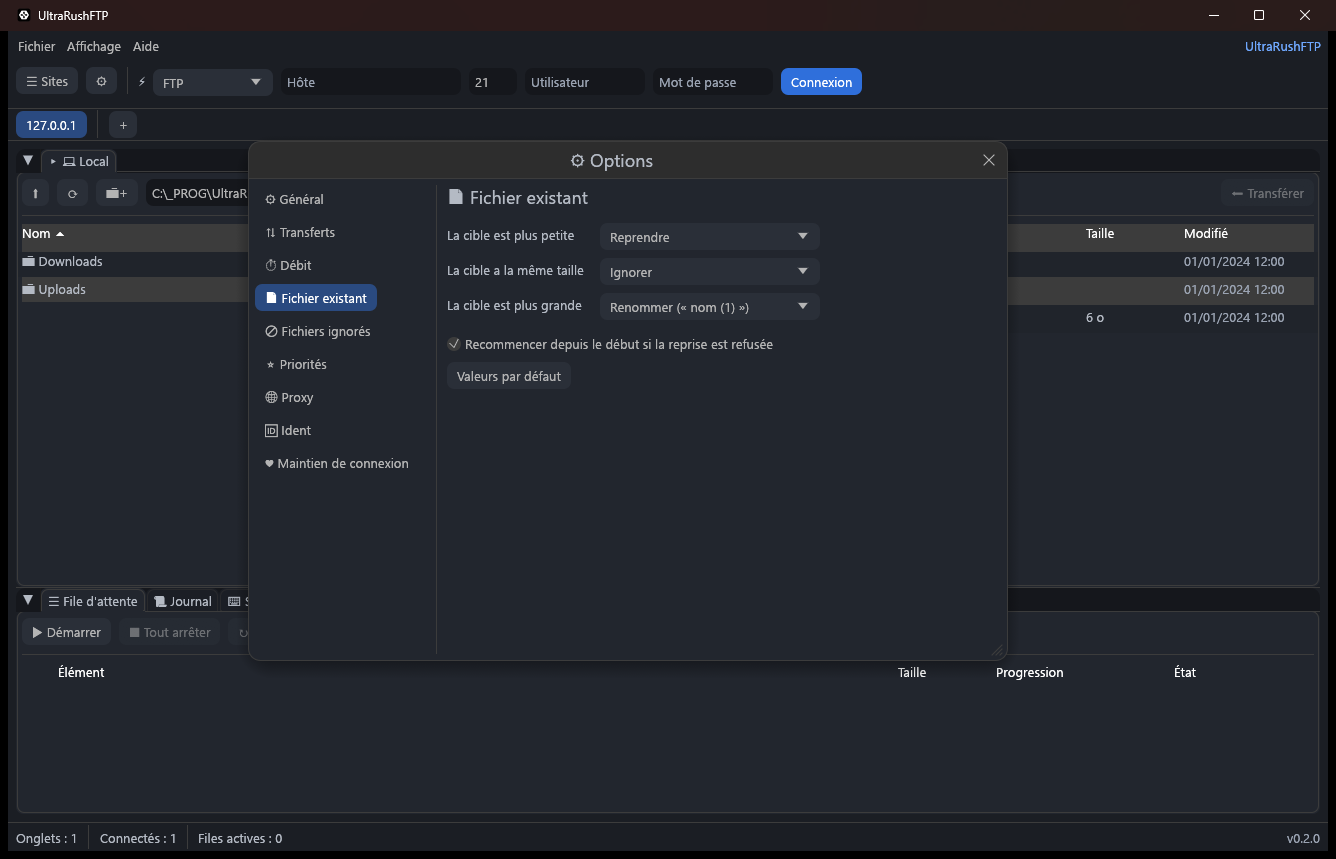 UltraRushFTP
Fichier Affichage Aide UltraRushFTP
Sites FTP Hôte 21 Utilisateur Mot de passe Connexion
127.0.0.1 +
Local
C:\_PROG\UltraR Transférer
Nom Taille Modifié
Downloads 01/01/2024 12:00
Uploads 01/01/2024 12:00
6 o 01/01/2024 12:00
Options
Général
Transferts
Débit
Fichier existant
Fichiers ignorés
Priorités
Proxy
ID Ident
Maintien de connexion
Fichier existant
La cible est plus petite Reprendre
La cible a la même taille Ignorer
La cible est plus grande Renommer (« nom (1) »)
Recommencer depuis le début si la reprise est refusée
Valeurs par défaut
File d'attente Journal
Démarrer Tout arrêter
Élément Taille Progression État
Onglets : 1 Connectés : 1 Files actives : 0 v0.2.0